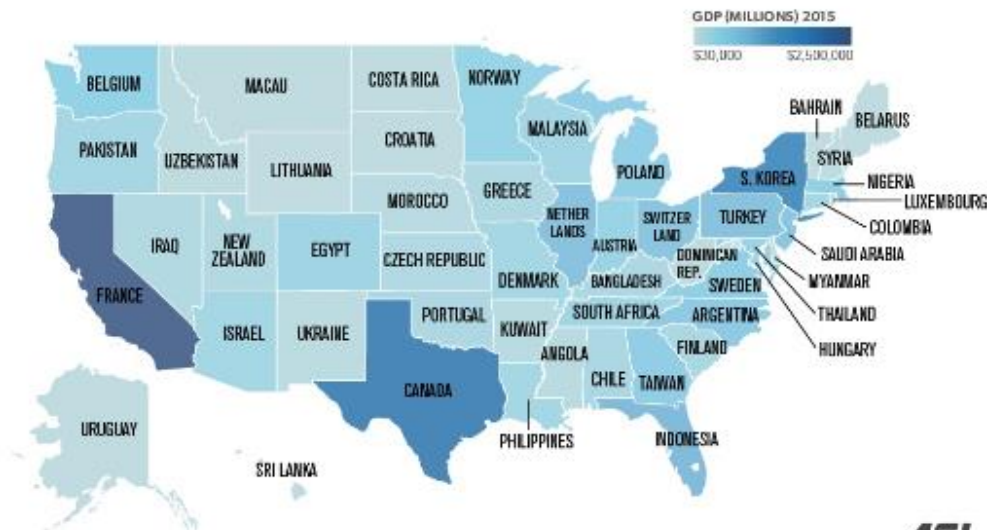 GDP (MILLIONS) 2015
$30,000 $2,500,000
BELGIUM
MACAU
COSTA RICA
NORWAY
BAHRAIN
BELARUS
PAKISTAN
UZBEKISTAN
LITHUANIA
CROATIA
MALAYSIA
SYRIA
POLAND
S. KOREA
NIGERIA
LUXEMBOURG
GREECE
MOROCCO
COLOMBIA
NETHER
LANDS
SWITZER
LAND
TURKEY
SAUDI ARABIA
IRAQ
NEW
ZEALAND
EGYPT
CZECH REPUBLIC
AUSTRIA
DOMINICAN
REP.
MYANMAR
FRANCE
DENMARK
BANGLADESH
SWEDEN
THAILAND
ISRAEL
UKRAINE
PORTUGAL
KUWAIT
SOUTH AFRICA
ARGENTINA
HUNGARY
ANGOLA
FINLAND
CANADA
CHILE
TAIWAN
URUGUAY
PHILIPPINES
INDONESIA
SRI LANKA